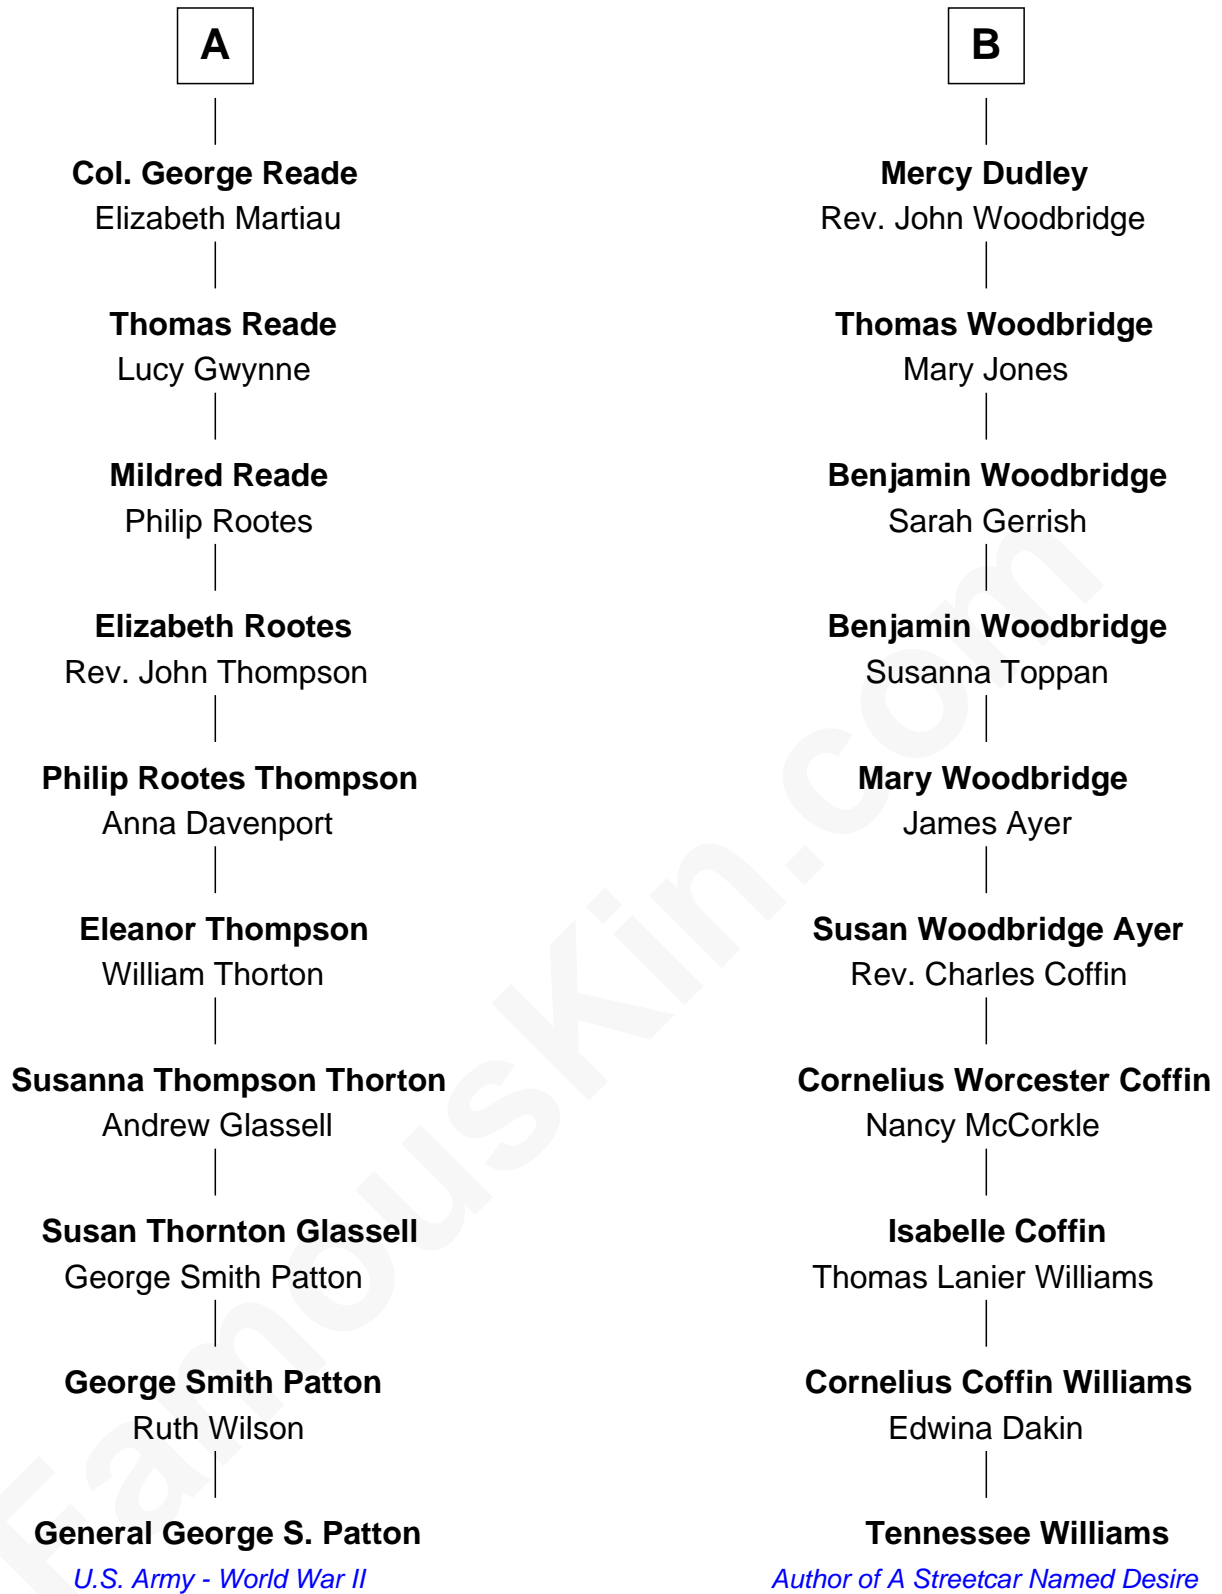 A
Col. George Reade
Elizabeth Martiau
Thomas Reade
Lucy Gwynne
Mildred Reade
Philip Rootes
Elizabeth Rootes
Rev. John Thompson
Philip Rootes Thompson
Anna Davenport
Eleanor Thompson
William Thorton
Susanna Thompson Thorton
Andrew Glassell
Susan Thornton Glassell
George Smith Patton
George Smith Patton
Ruth Wilson
General George S. Patton
U.S. Army - World War II
B
Mercy Dudley
Rev. John Woodbridge
Thomas Woodbridge
Mary Jones
Benjamin Woodbridge
Sarah Gerrish
Benjamin Woodbridge
Susanna Toppan
Mary Woodbridge
James Ayer
Susan Woodbridge Ayer
Rev. Charles Coffin
Cornelius Worcester Coffin
Nancy McCorkle
Isabelle Coffin
Thomas Lanier Williams
Cornelius Coffin Williams
Edwina Dakin
Tennessee Williams
Author of A Streetcar Named Desire
FamousKin.com